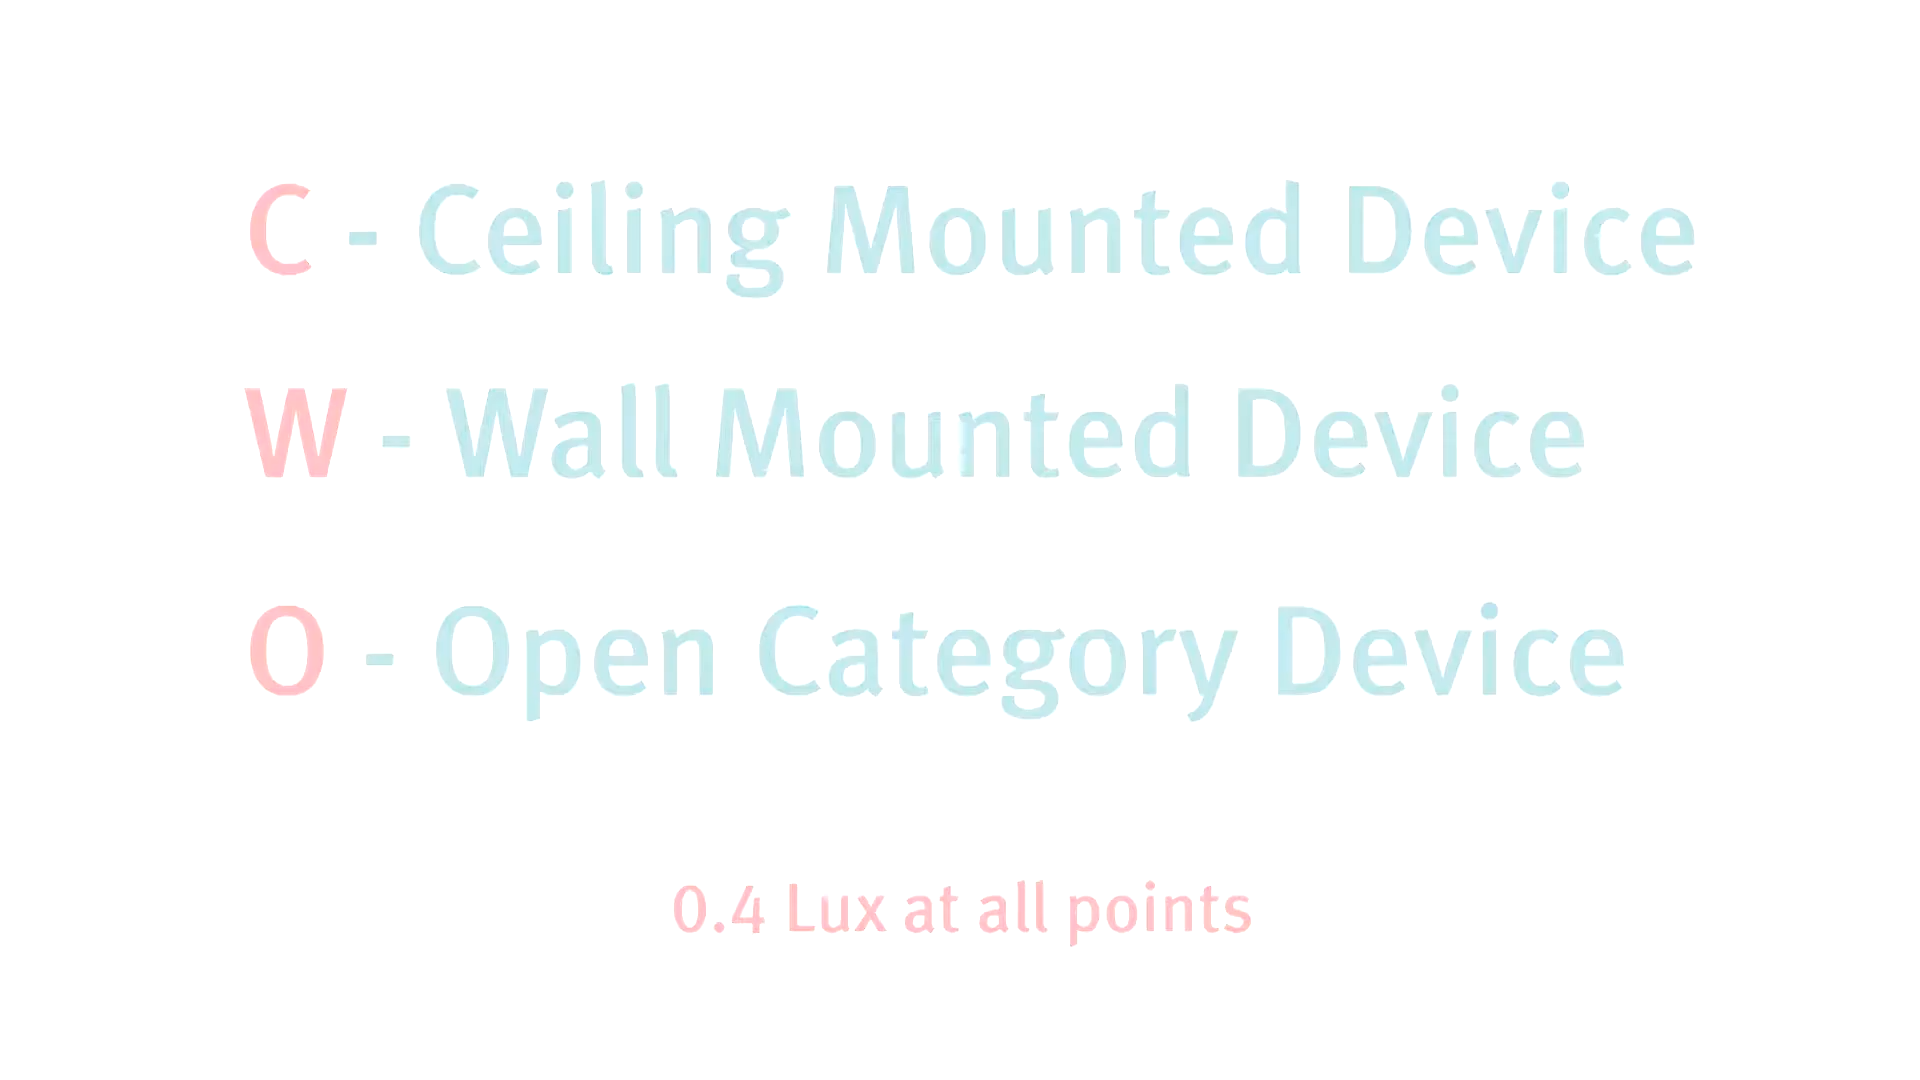 C - Ceiling Mounted Device
W - Wall Mounted Device
O - Open Category Device
0.4 Lux at all points